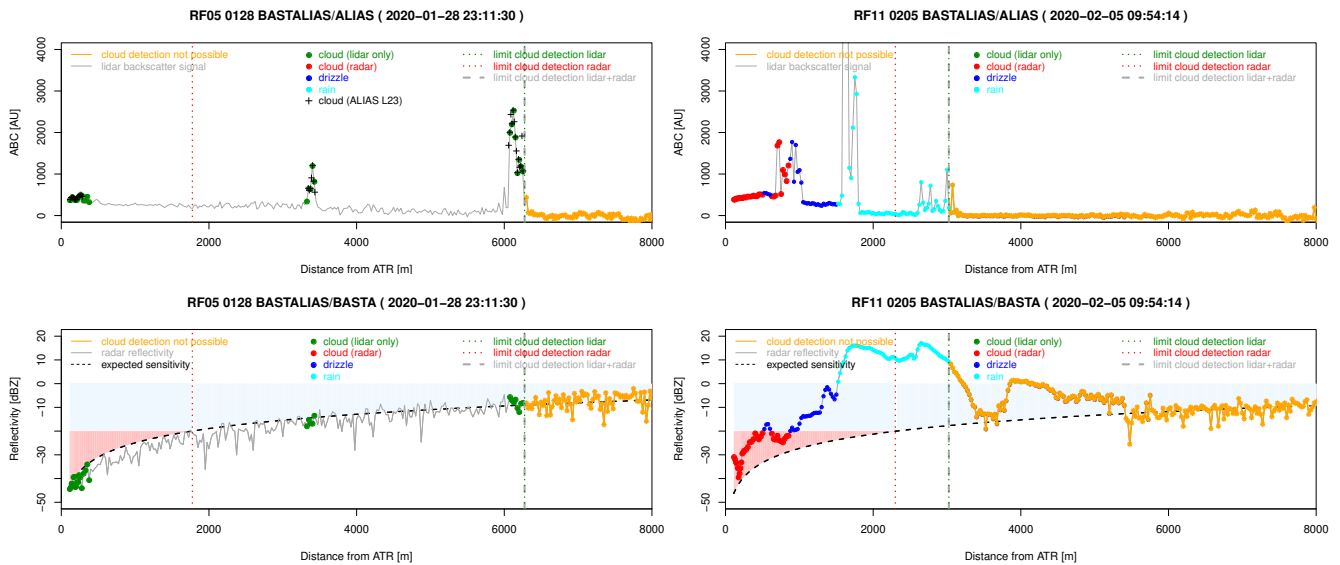 RF05 0128 BASTALIAS/ALIAS ( 2020−01−28 23:11:30 )
cloud detection not possible
lidar backscatter signal
cloud (lidar only)
cloud (radar)
drizzle
rain
cloud (ALIAS L23)
limit cloud detection lidar
limit cloud detection radar
limit cloud detection lidar+radar
ABC [AU]
0 1000 2000 3000 4000
0 2000 4000 6000 8000
Distance from ATR [m]
RF11 0205 BASTALIAS/ALIAS ( 2020−02−05 09:54:14 )
cloud detection not possible
lidar backscatter signal
cloud (lidar only)
cloud (radar)
drizzle
rain
limit cloud detection lidar
limit cloud detection radar
limit cloud detection lidar+radar
ABC [AU]
0 1000 2000 3000 4000
0 2000 4000 6000 8000
Distance from ATR [m]
RF05 0128 BASTALIAS/BASTA ( 2020−01−28 23:11:30 )
cloud detection not possible
radar reflectivity
expected sensitivity
cloud (lidar only)
cloud (radar)
drizzle
rain
limit cloud detection lidar
limit cloud detection radar
limit cloud detection lidar+radar
Reflectivity [dBZ]
−50 −30 −10 0 10 20
0 2000 4000 6000 8000
Distance from ATR [m]
RF11 0205 BASTALIAS/BASTA ( 2020−02−05 09:54:14 )
cloud detection not possible
radar reflectivity
expected sensitivity
cloud (lidar only)
cloud (radar)
drizzle
rain
limit cloud detection lidar
limit cloud detection radar
limit cloud detection lidar+radar
Reflectivity [dBZ]
−50 −30 −10 0 10 20
0 2000 4000 6000 8000
Distance from ATR [m]